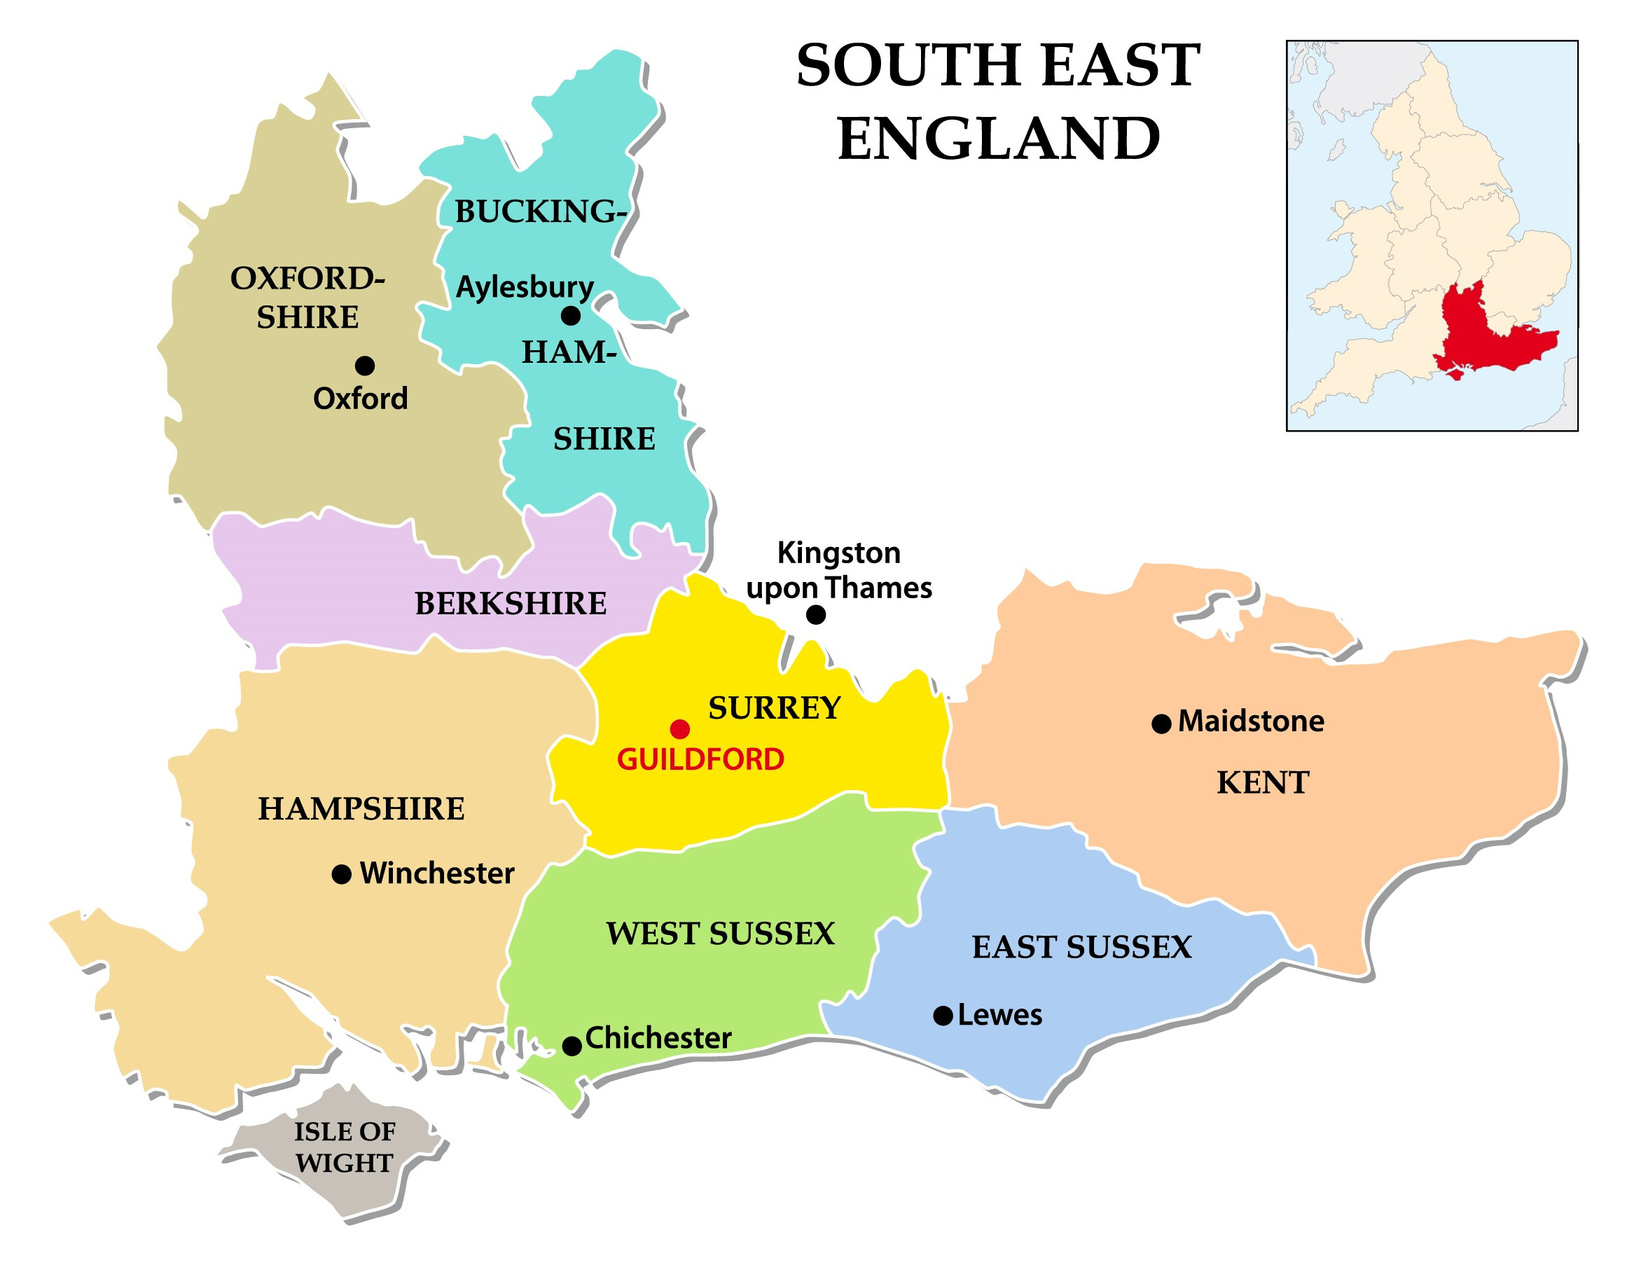 SOUTH EAST
ENGLAND
BUCKING-
Aylesbury
HAM-
SHIRE
OXFORD-
SHIRE
Oxford
Kingston
upon Thames
BERKSHIRE
SURREY
GUILDFORD
Maidstone
KENT
HAMPSHIRE
Winchester
WEST SUSSEX
EAST SUSSEX
Lewes
Chichester
ISLE OF
WIGHT